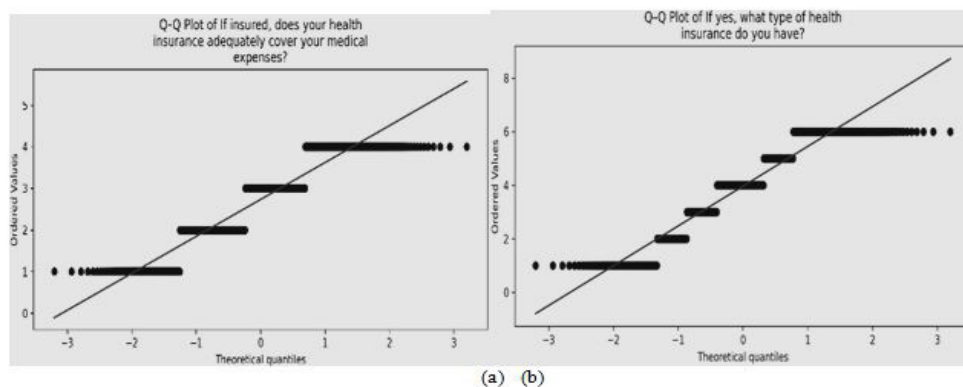 Q-Q Plot of If insured, does your health
insurance adequately cover your medical
expenses?
Ordered Values
5
4
3
2
1
0
−3
−2
−1
0
1
2
3
Theoretical quantiles
Q-Q Plot of If yes, what type of health
insurance do you have?
Ordered Values
8
6
4
2
0
−3
−2
−1
0
1
2
3
Theoretical quantiles
(a) (b)